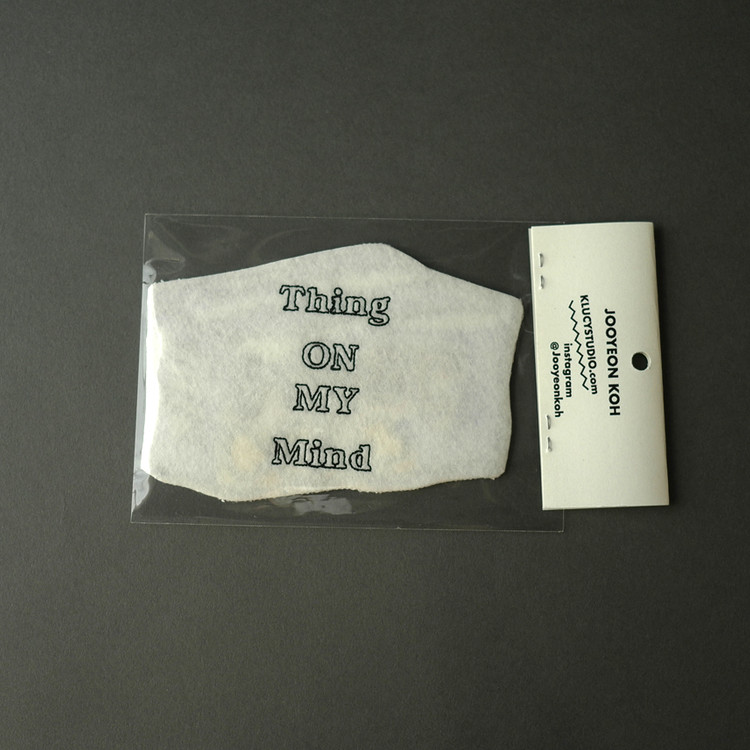 Thing
ON
MY
Mind
JOOYEON KOH
KLUCYSTUDIO.com
instagram
@Jooyeonkoh